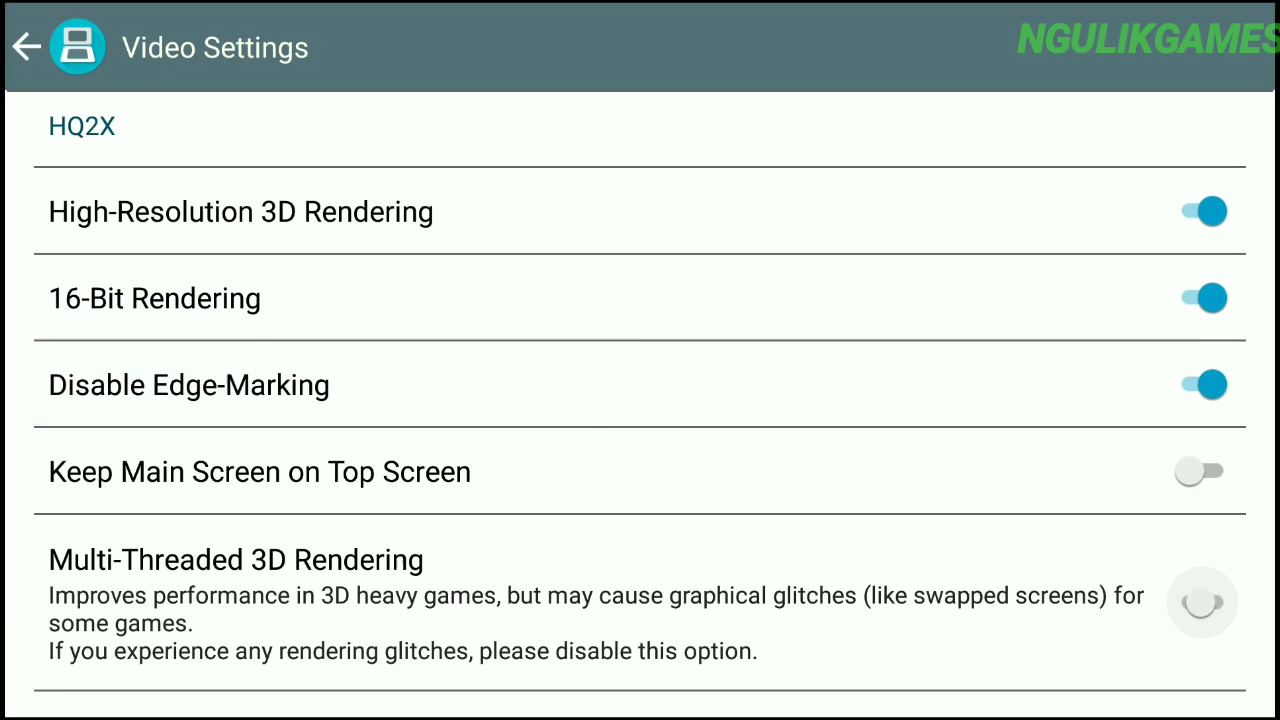 Video Settings
NGULIKGAMES
HQ2X
High-Resolution 3D Rendering
16-Bit Rendering
Disable Edge-Marking
Keep Main Screen on Top Screen
Multi-Threaded 3D Rendering
Improves performance in 3D heavy games, but may cause graphical glitches (like swapped screens) for
some games.
If you experience any rendering glitches, please disable this option.